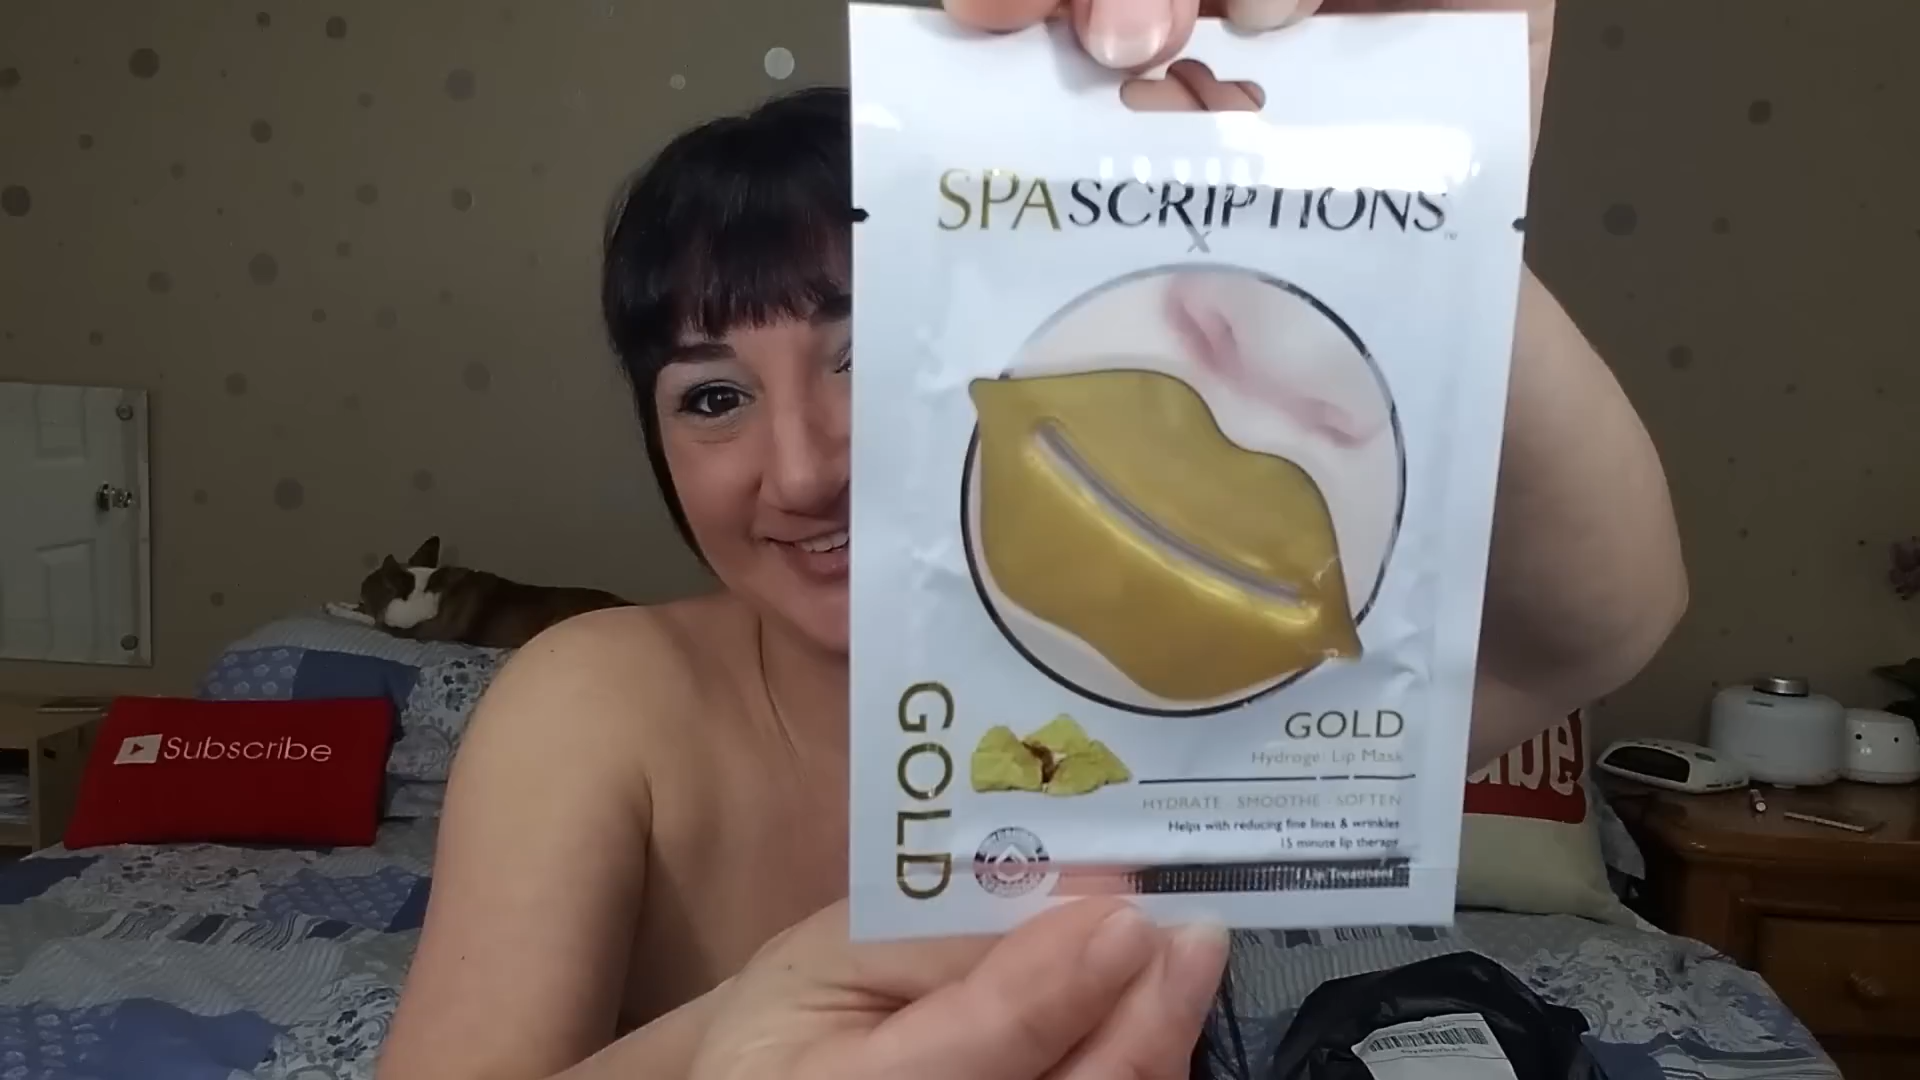 SPASCRIPTIONS
X
GOLD
GOLD
Hydrogel Lip Mask
HYDRATE - SMOOTHE - SOFTEN
Helps with reducing fine lines & wrinkles
15 minute lip therapy
1 Lip Treatment
Subscribe